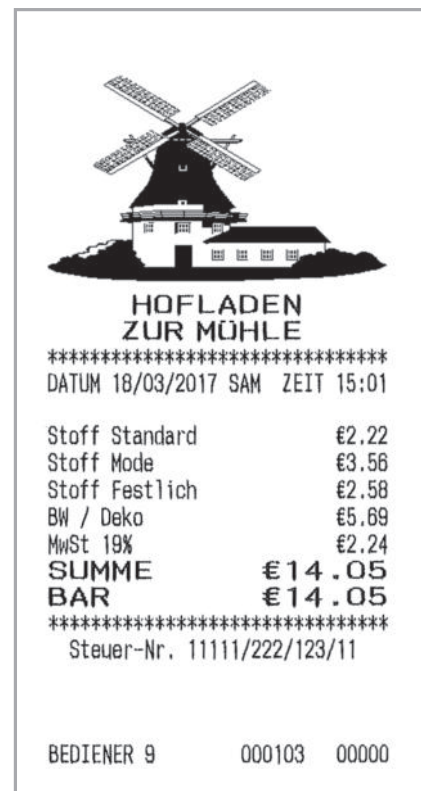 HOFLADEN
ZUR MÜHLE
********************************
DATUM 18/03/2017 SAM ZEIT 15:01
Stoff Standard €2.22
Stoff Mode €3.56
Stoff Festlich €2.58
BW / Deko €5.69
MwSt 19% €2.24
SUMME €14.05
BAR €14.05
********************************
Steuer-Nr. 11111/222/123/11
BEDIENER 9 000103 00000